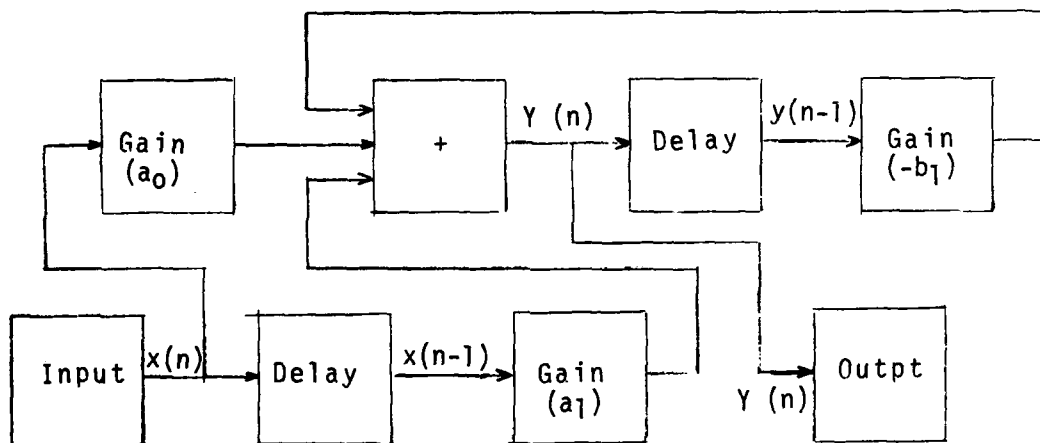 Gain
(a0)
+
Y (n)
Delay
y(n-1)
Gain
(-b1)
Input
x(n)
Delay
x(n-1)
Gain
(a1)
Y (n)
Outpt